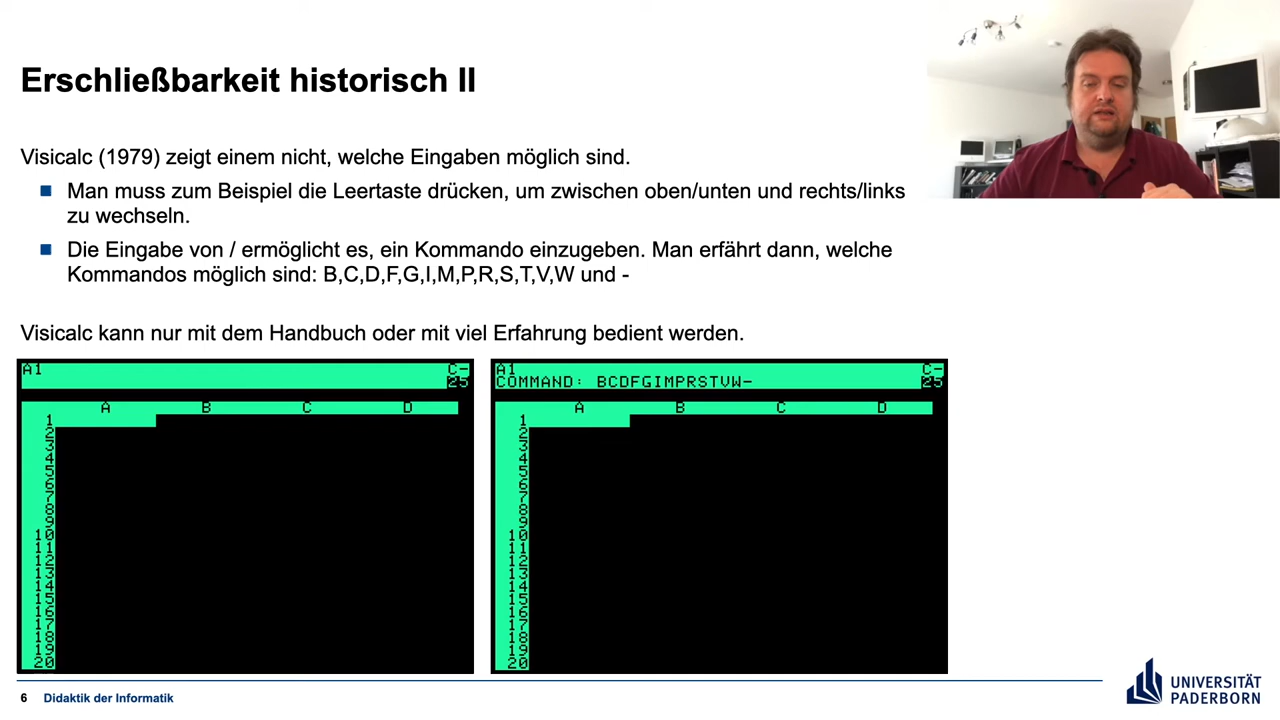 Erschließbarkeit historisch II
Visicalc (1979) zeigt einem nicht, welche Eingaben möglich sind.
Man muss zum Beispiel die Leertaste drücken, um zwischen oben/unten und rechts/links
zu wechseln.
Die Eingabe von / ermöglicht es, ein Kommando einzugeben. Man erfährt dann, welche
Kommandos möglich sind: B,C,D,F,G,I,M,P,R,S,T,V,W und -
Visicalc kann nur mit dem Handbuch oder mit viel Erfahrung bedient werden.
A1 C-
25
A B C D
1
2
3
4
5
6
7
8
9
10
11
12
13
14
15
16
17
18
19
20
A1 C-
COMMAND: BCDFGIMPRSTVW- 25
A B C D
1
2
3
4
5
6
7
8
9
10
11
12
13
14
15
16
17
18
19
20
6 Didaktik der Informatik
UNIVERSITÄT
PADERBORN